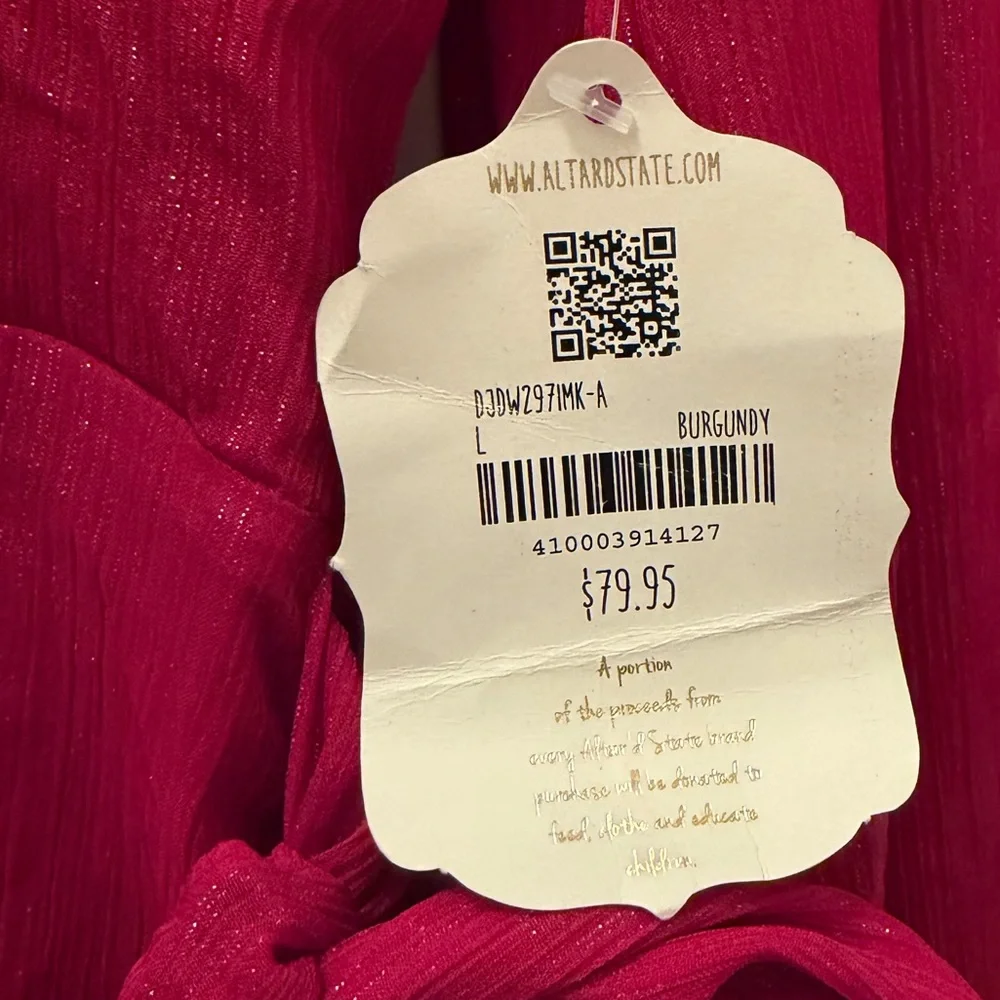 WWW.ALTARDSTATE.COM
DJDW2971MK-A
L BURGUNDY
410003914127
$79.95
A portion
of the proceeds from
every Altar'd State brand
purchase will be donated to
feed, clothe and educate
children.